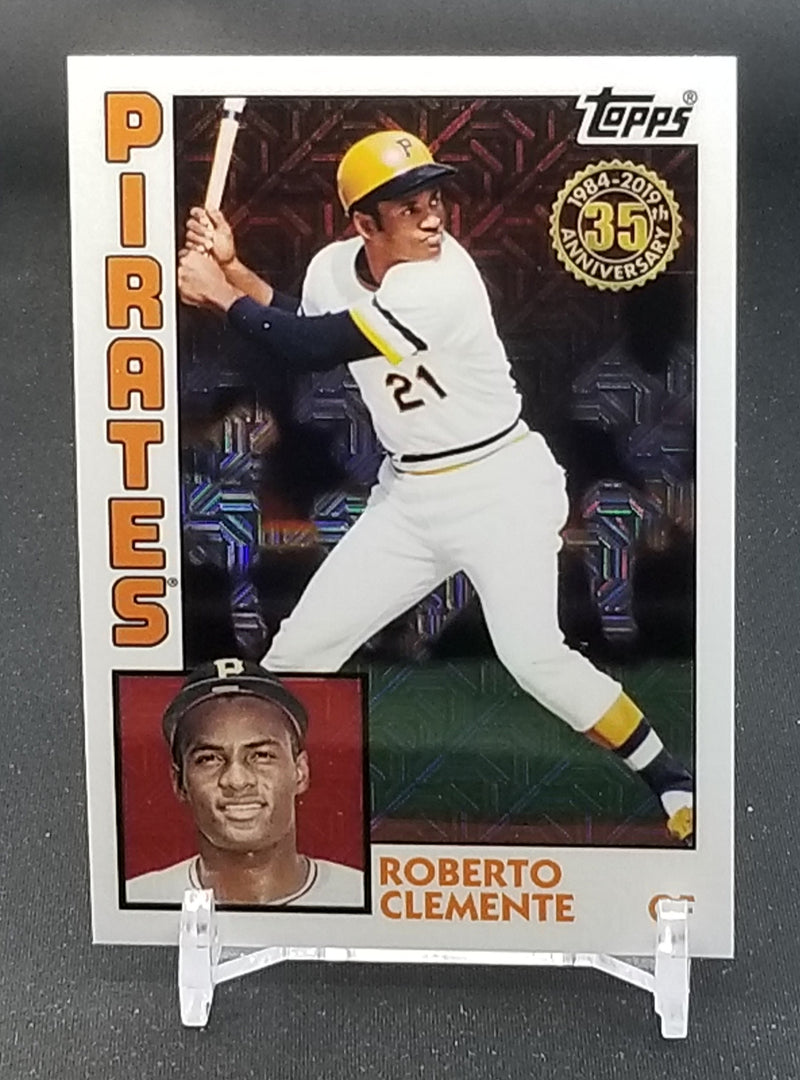 PIRATES®
TOPPS®
1984-2019
35th
ANNIVERSARY
P
21
P
ROBERTO
CLEMENTE